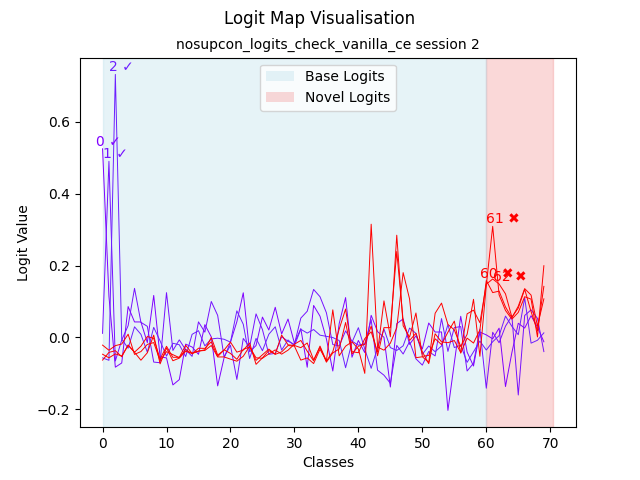 Logit Map Visualisation
nosupcon_logits_check_vanilla_ce session 2
Base Logits
Novel Logits
2 ✓
0 ✓
1 ✓
61 ✖
60 ✖
62 ✖
0.6
0.4
0.2
0.0
−0.2
Logit Value
0 10 20 30 40 50 60 70
Classes